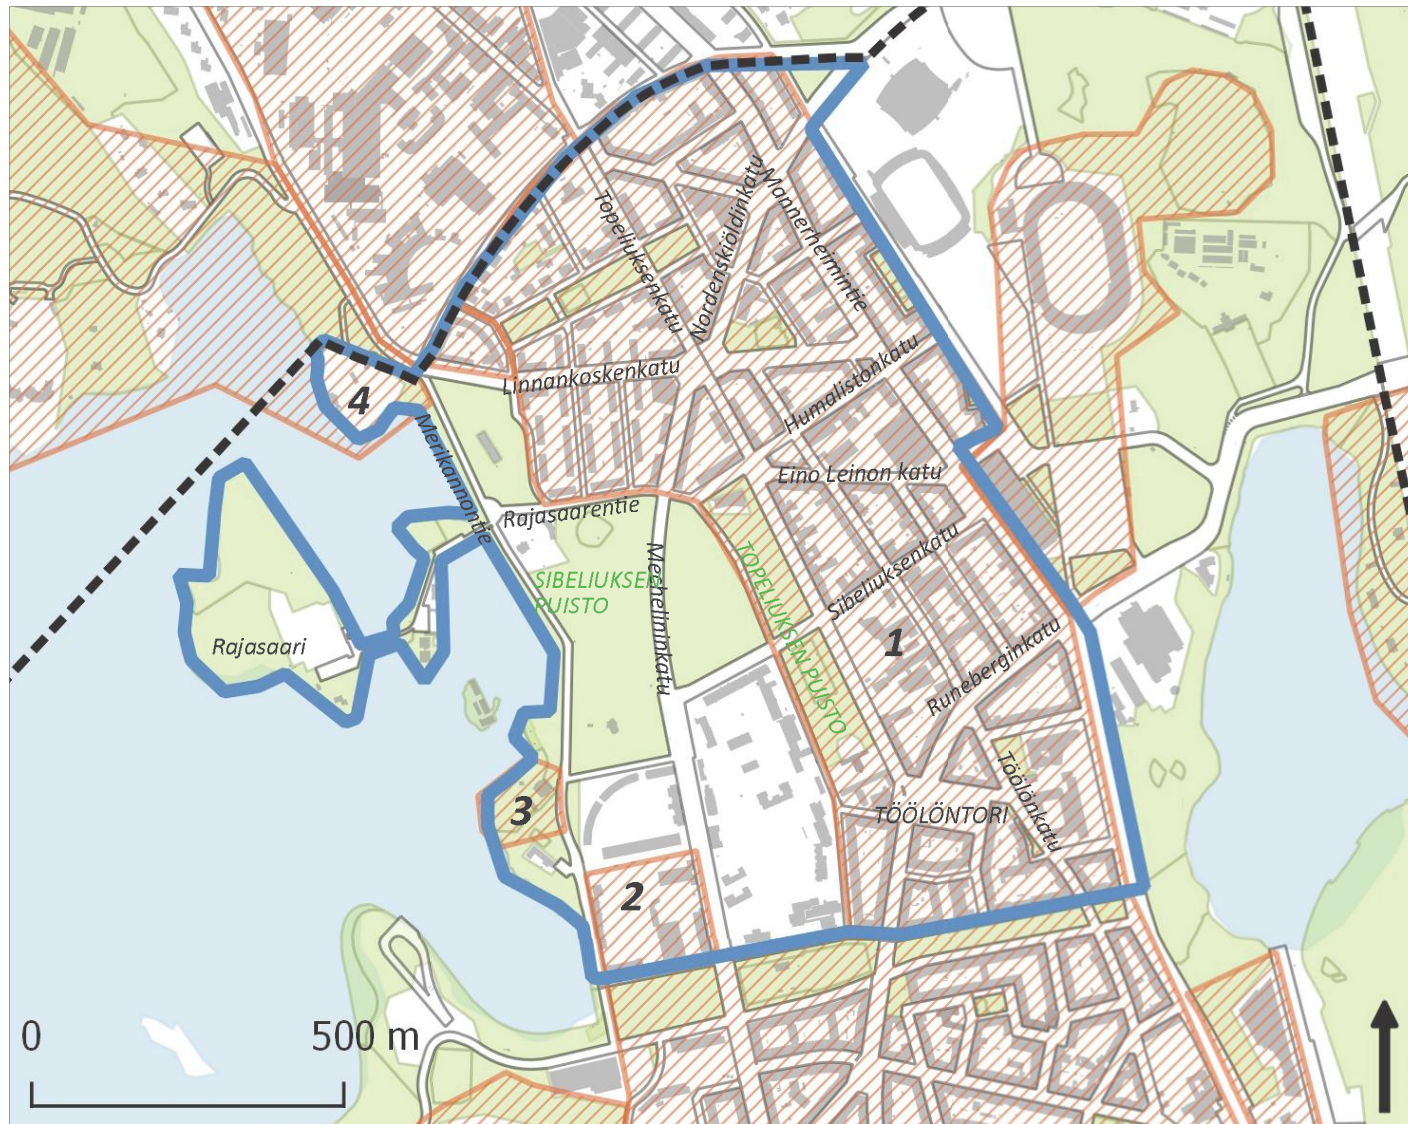 Topeliuksenkatu
Nordenskiöldinkatu
Mannerheimintie
Linnankoskenkatu
Humalistonkatu
4
Merikannontie
Eino Leinon katu
Rajasaarentie
Sibeliuksenkatu
SIBELIUKSEN
PUISTO
Mechelininkatu
TOPELIUKSEN PUISTO
Rajasaari
1
Runeberginkatu
Töölönkatu
3
TÖÖLÖNTORI
2
0 500 m